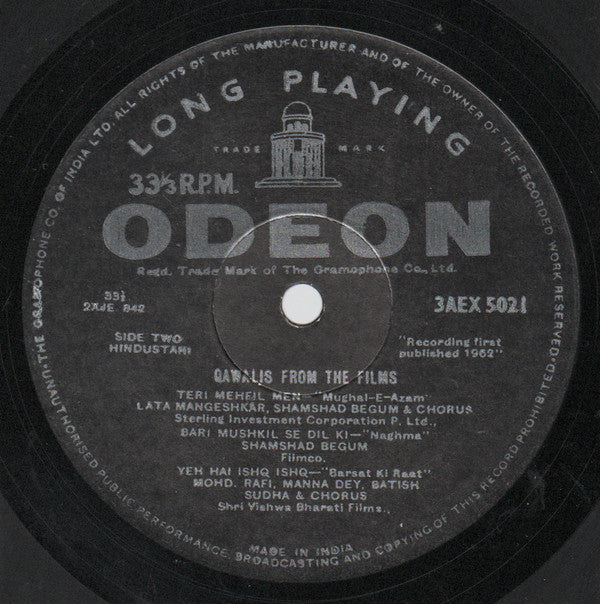 THE GRAMOPHONE CO. OF INDIA LTD. ALL RIGHTS OF THE MANUFACTURER AND OF THE OWNER OF THE RECORDED WORK RESERVED.
UNAUTHORISED PUBLIC PERFORMANCE, BROADCASTING AND COPYING OF THIS RECORD PROHIBITED.
LONG PLAYING
TRADE MARK
33⅓ R.P.M.
ODEON
Regd. Trade Mark of The Gramophone Co., Ltd.
33⅓
2XJE. 842
3AEX 5021
SIDE TWO
HINDUSTANI
"Recording first
published 1962"
QAWALIS FROM THE FILMS
TERI MEHFIL MEN—"Mughal-E-Azam"
LATA MANGESHKAR, SHAMSHAD BEGUM & CHORUS
Sterling Investment Corporation P. Ltd.,
BARI MUSHKIL SE DIL KI—"Naghma"
SHAMSHAD BEGUM
Filmco.
YEH HAI ISHQ ISHQ—"Barsat Ki Raat"
MOHD. RAFI, MANNA DEY, BATISH
SUDHA & CHORUS
Shri Vishwa Bharati Films.,
MADE IN INDIA